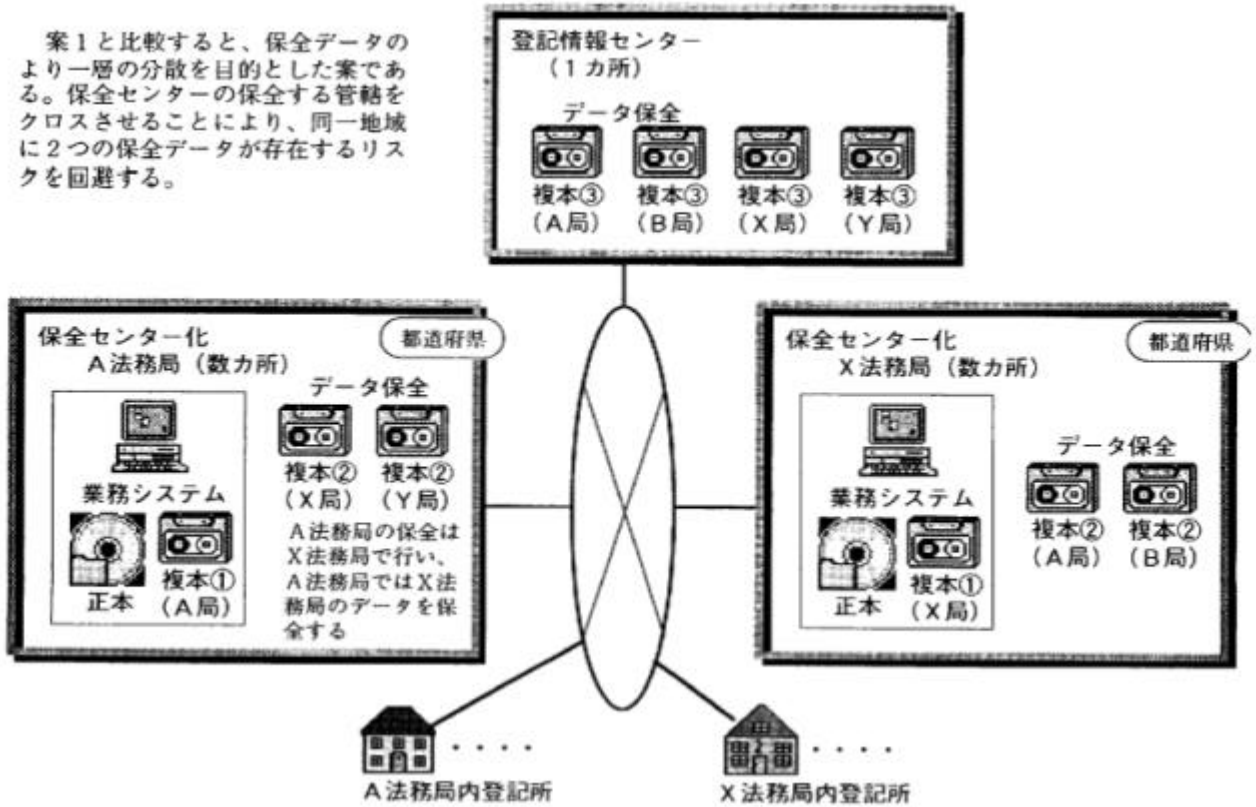 案1と比較すると、保全データの
より一層の分散を目的とした案であ
る。保全センターの保全する管轄を
クロスさせることにより、同一地域
に2つの保全データが存在するリス
クを回避する。
登記情報センター
(1カ所)
データ保全
複本③
(A局)
複本③
(B局)
複本③
(X局)
複本③
(Y局)
保全センター化
A法務局(数カ所)
都道府県
データ保全
複本②
(X局)
複本②
(Y局)
業務システム
正本
複本①
(A局)
A法務局の保全は
X法務局で行い、
A法務局ではX法
務局のデータを保
全する
保全センター化
X法務局(数カ所)
都道府県
業務システム
正本
複本①
(X局)
データ保全
複本②
(A局)
複本②
(B局)
・・・・
A法務局内登記所
・・・・
X法務局内登記所